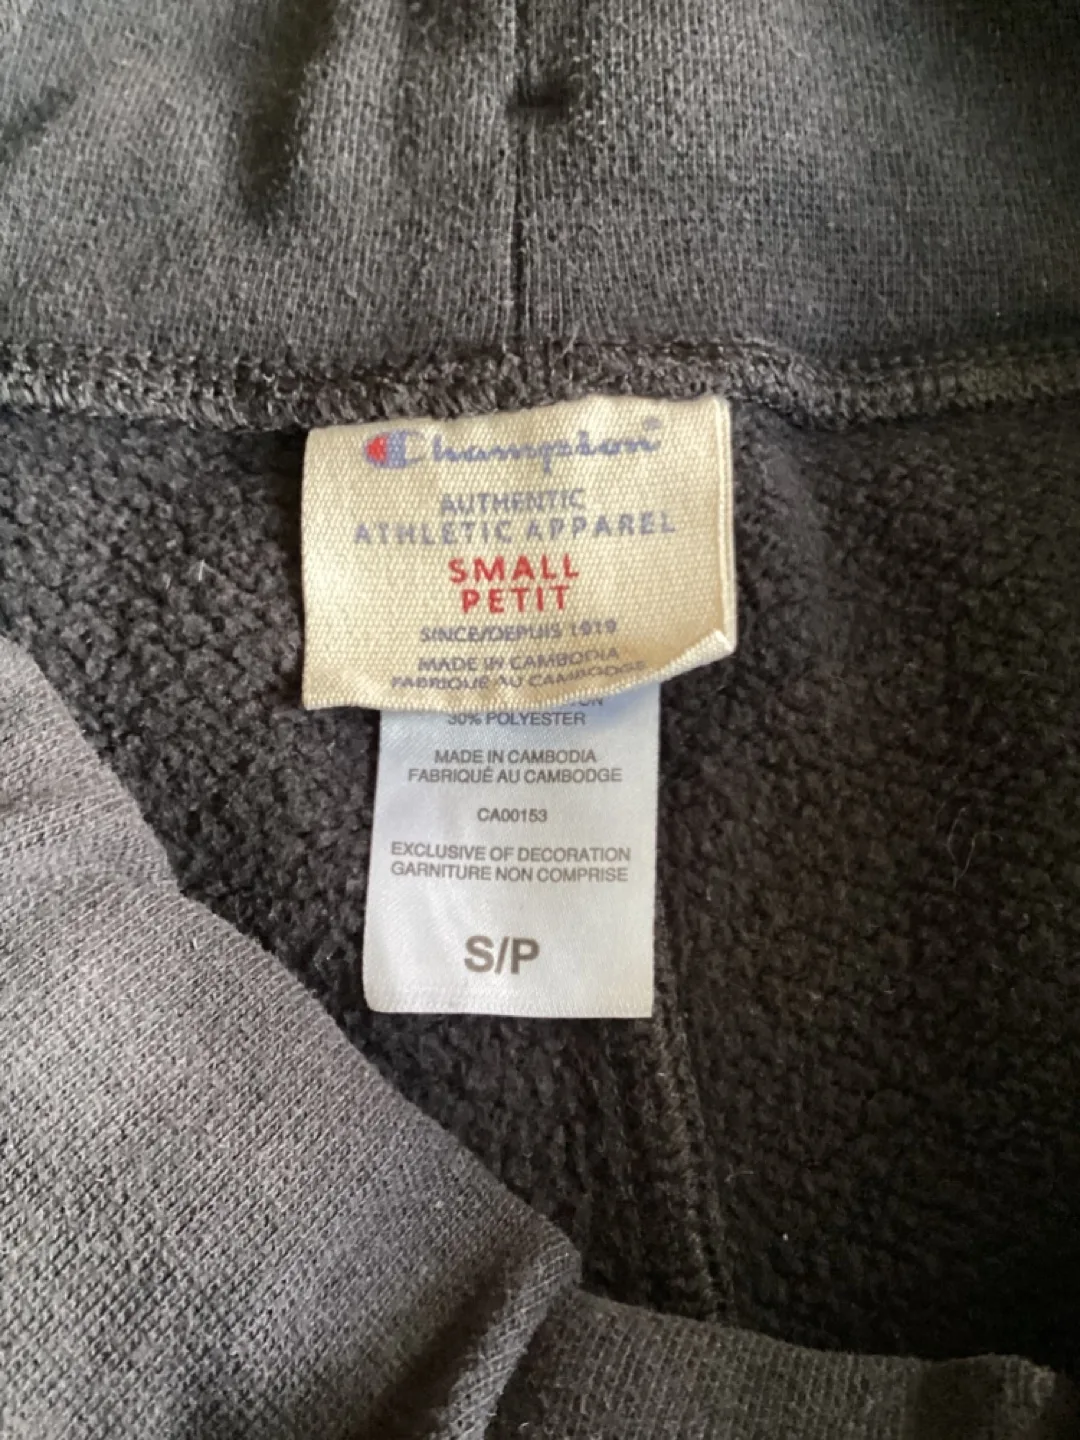 Champion
AUTHENTIC
ATHLETIC APPAREL
SMALL
PETIT
SINCE/DEPUIS 1919
MADE IN CAMBODIA
FABRIQUÉ AU CAMBODGE
30% POLYESTER
MADE IN CAMBODIA
FABRIQUÉ AU CAMBODGE
CA00153
EXCLUSIVE OF DECORATION
GARNITURE NON COMPRISE
S/P